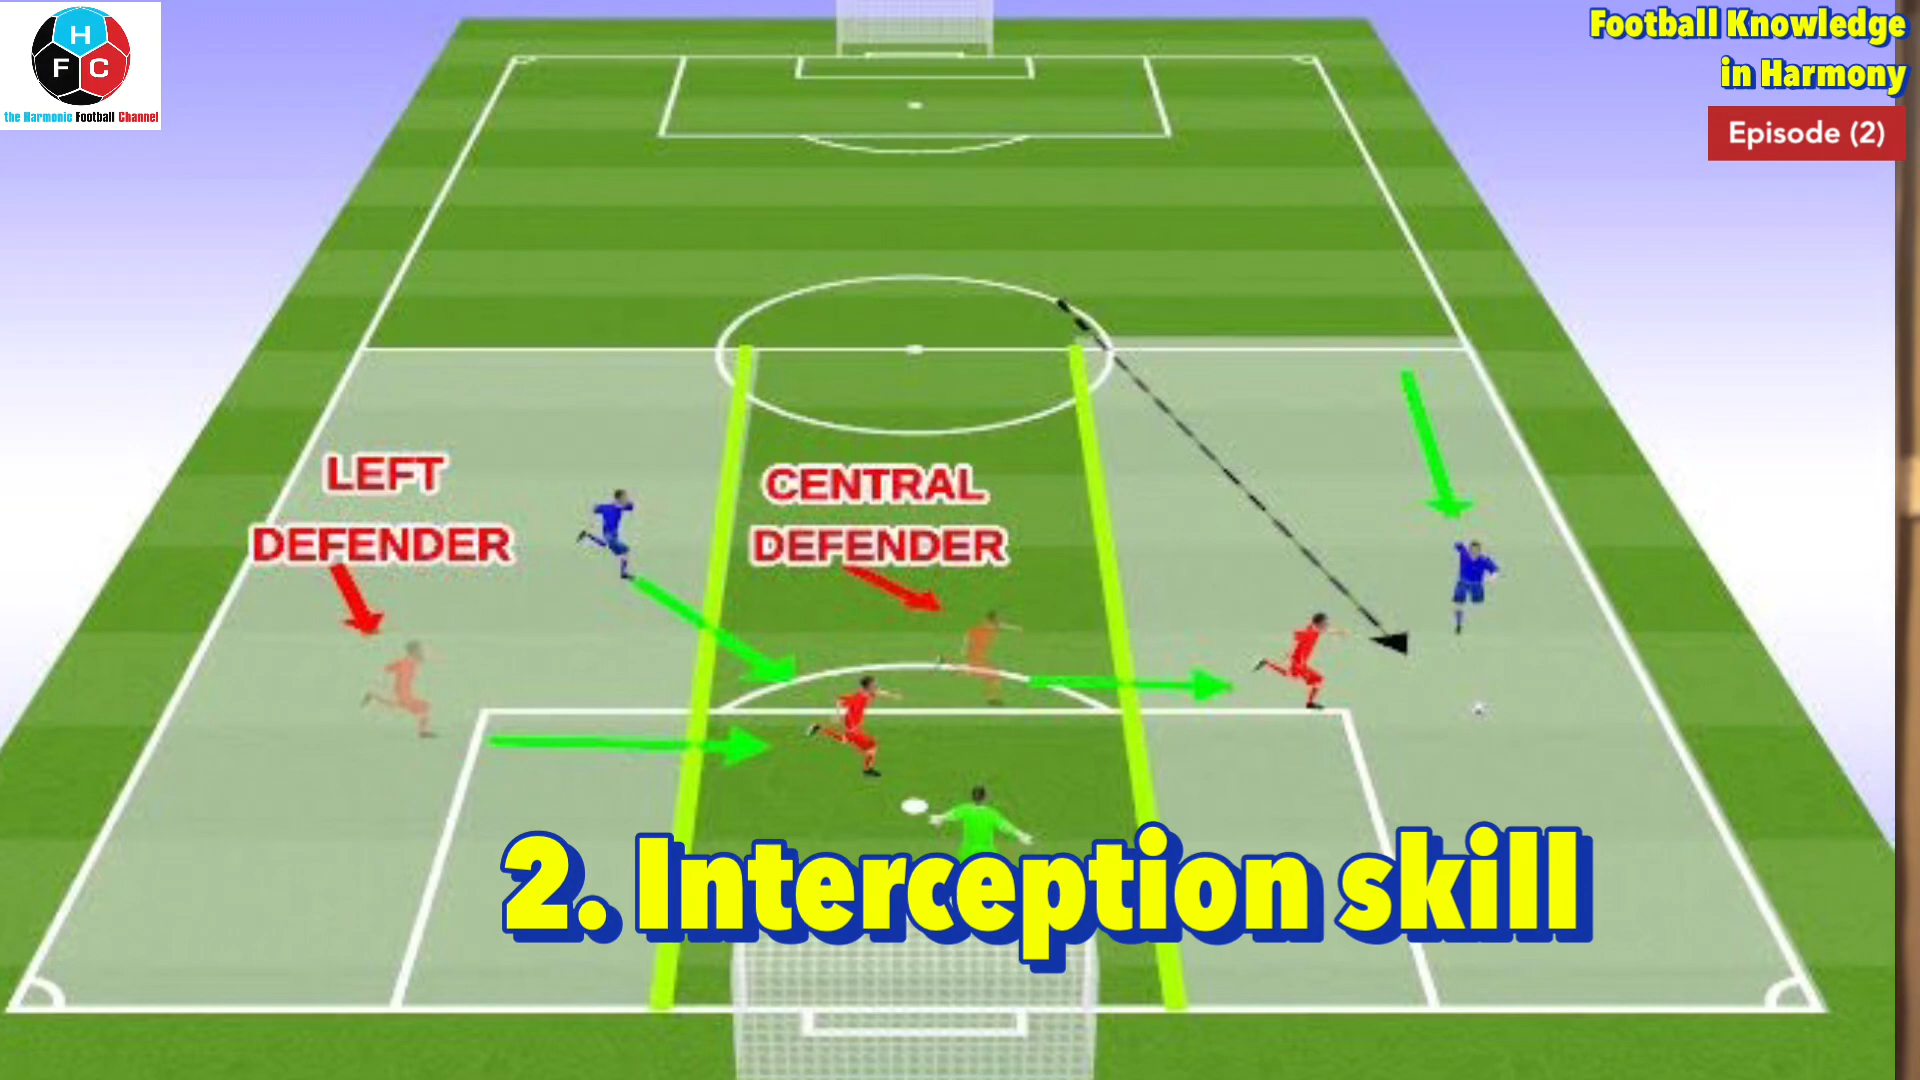 H
F C
the Harmonic Football Channel
Football Knowledge
in Harmony
Episode (2)
LEFT
DEFENDER
CENTRAL
DEFENDER
2. Interception skill